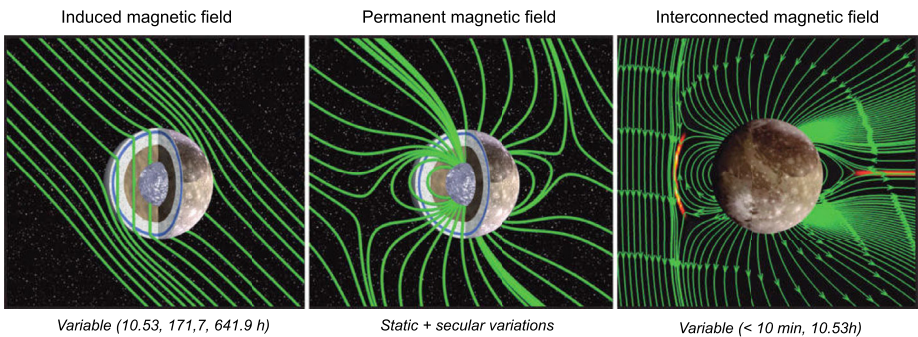 Induced magnetic field
Permanent magnetic field
Interconnected magnetic field
Variable (10.53, 171,7, 641.9 h)
Static + secular variations
Variable (< 10 min, 10.53h)